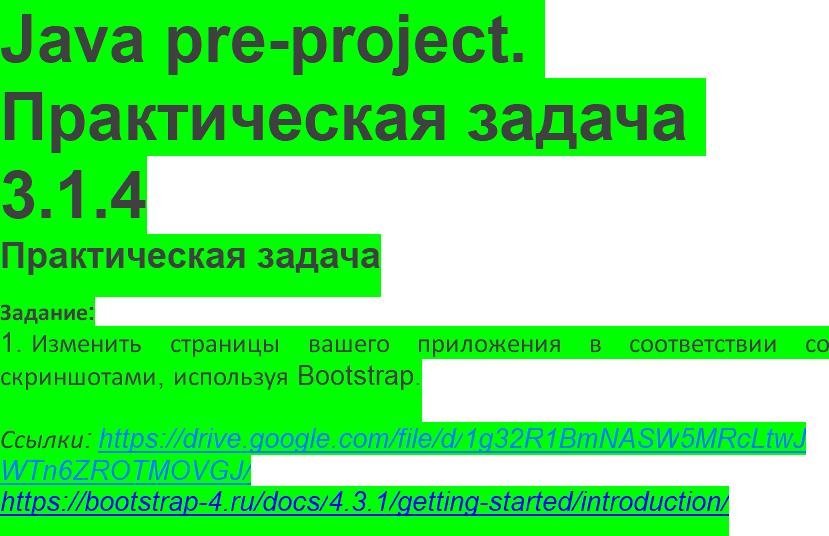 Java pre-project.
Практическая задача
3.1.4
Практическая задача
Задание:
1. Изменить страницы вашего приложения в соответствии со
скриншотами, используя Bootstrap.
Ссылки: https://drive.google.com/file/d/1g32R1BmNASW5MRcLtwJ
WTn6ZROTMOVGJ/
https://bootstrap-4.ru/docs/4.3.1/getting-started/introduction/